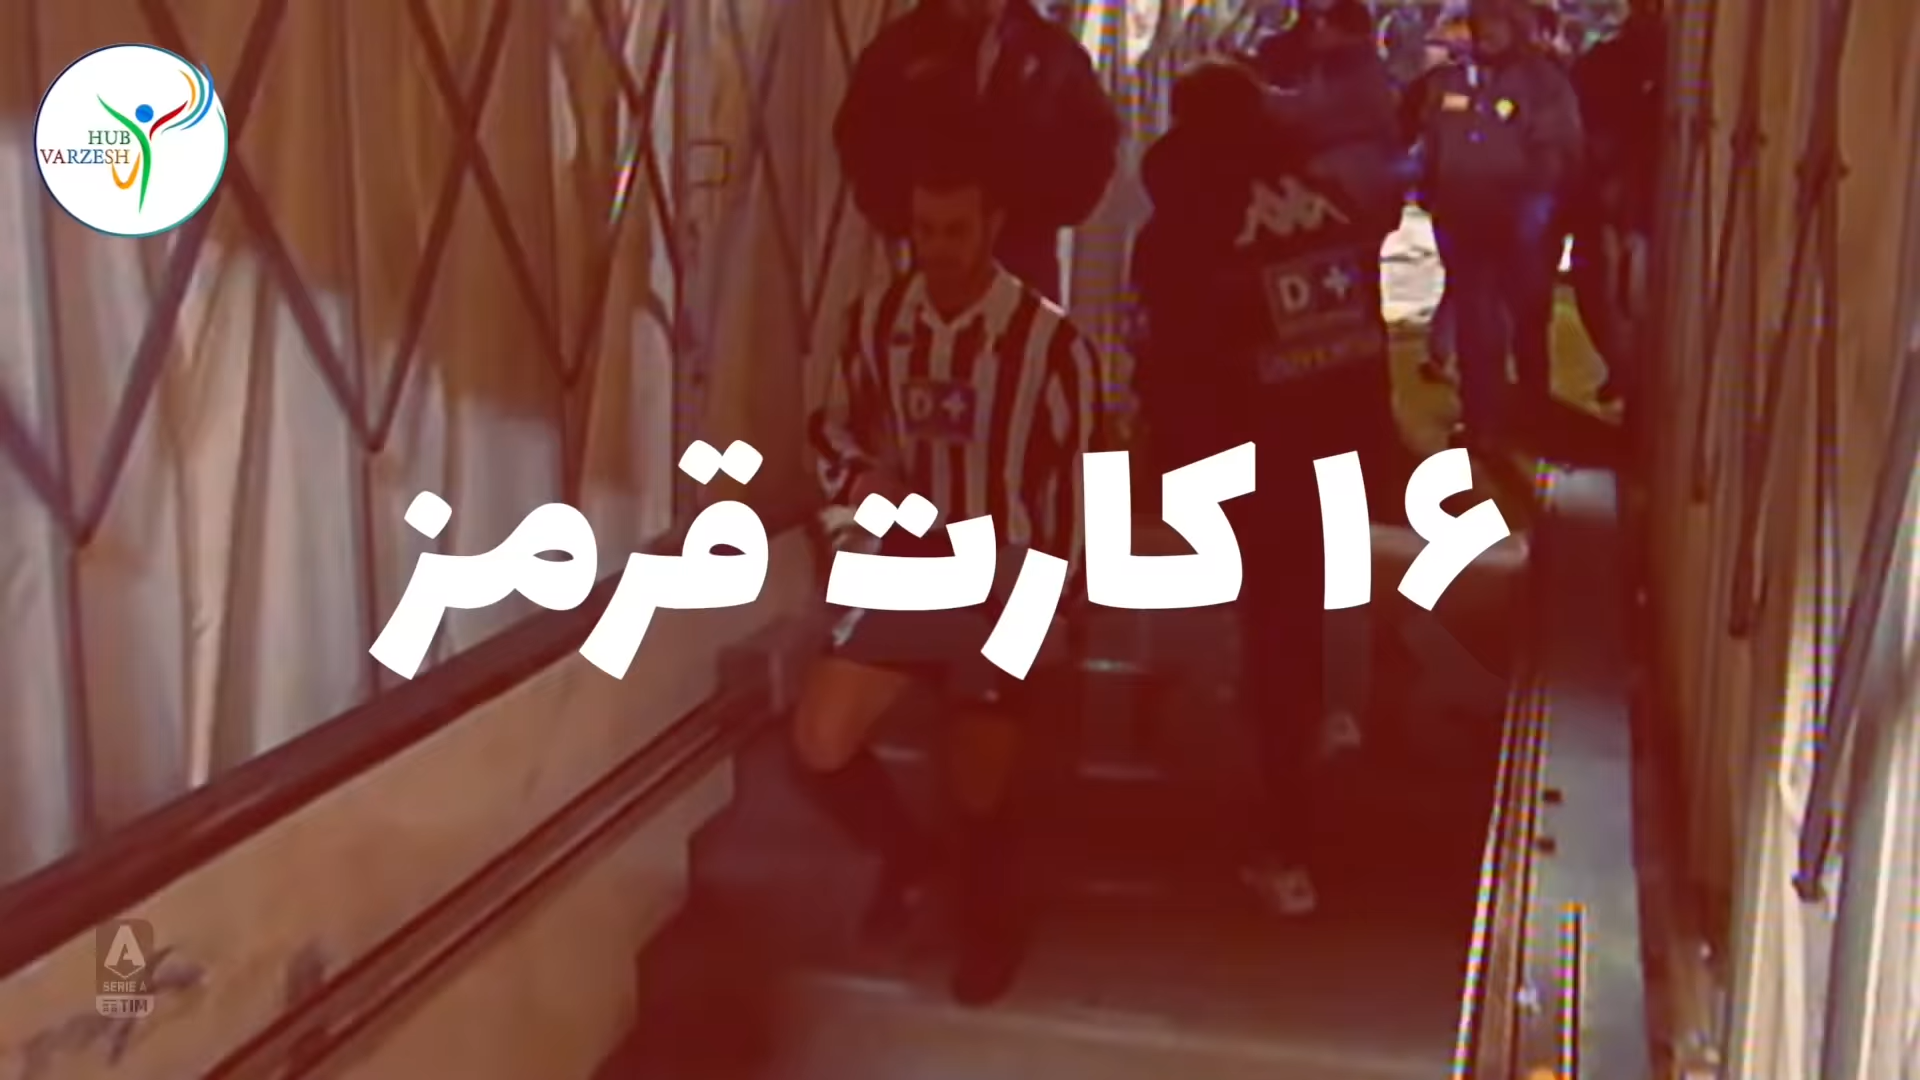 HUB
VARZESH
D+
D+
۱۶ کارت قرمز
SERIE A
TIM